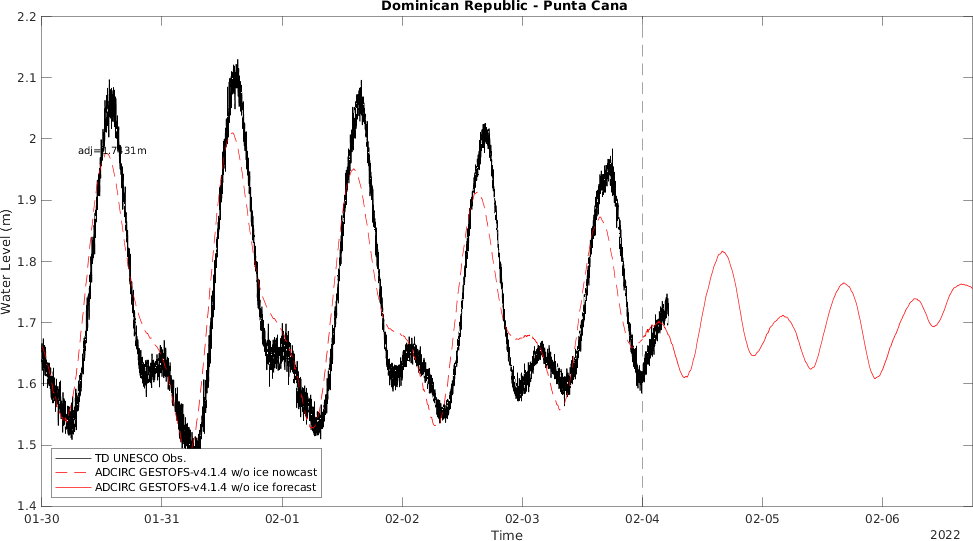 Dominican Republic - Punta Cana
2.2
2.1
2
1.9
1.8
1.7
1.6
1.5
1.4
Water Level (m)
adj=1.7431m
TD UNESCO Obs.
ADCIRC GESTOFS-v4.1.4 w/o ice nowcast
ADCIRC GESTOFS-v4.1.4 w/o ice forecast
01-30 01-31 02-01 02-02 02-03 02-04 02-05 02-06
Time
2022